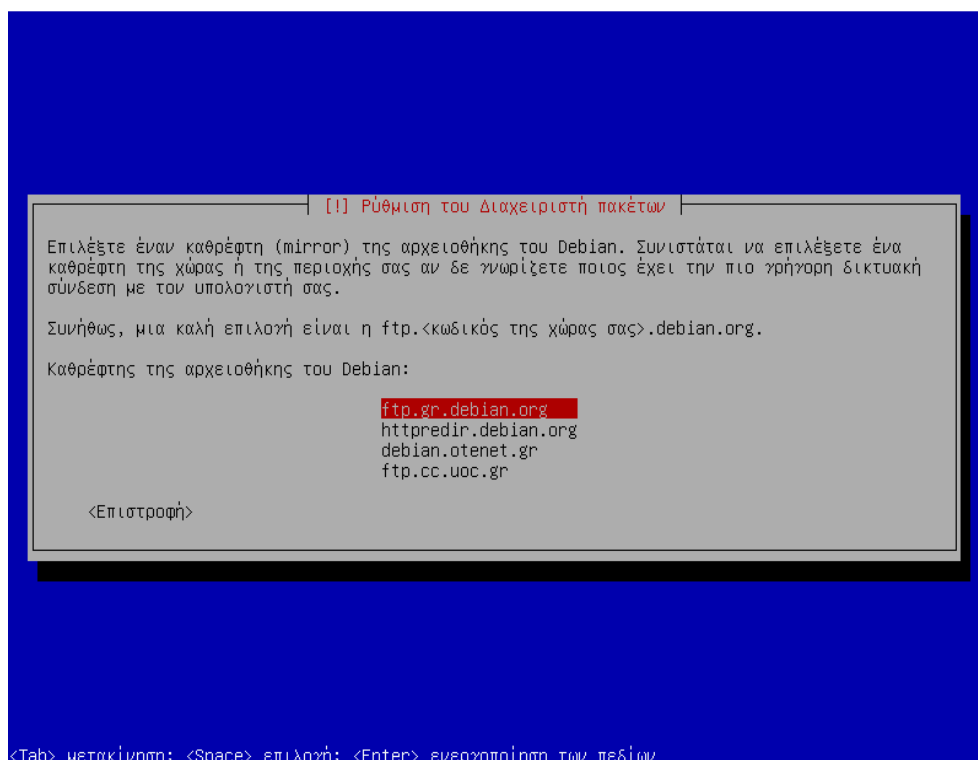 [!] Ρύθμιση του Διαχειριστή πακέτων
Επιλέξτε έναν καθρέφτη (mirror) της αρχειοθήκης του Debian. Συνιστάται να επιλέξετε ένα
καθρέφτη της χώρας ή της περιοχής σας αν δε γνωρίζετε ποιος έχει την πιο γρήγορη δικτυακή
σύνδεση με τον υπολογιστή σας.
Συνήθως, μια καλή επιλογή είναι η ftp.<κωδικός της χώρας σας>.debian.org.
Καθρέφτης της αρχειοθήκης του Debian:
ftp.gr.debian.org
httpredir.debian.org
debian.otenet.gr
ftp.cc.uoc.gr
<Επιστροφή>
<Tab> μετακίνηση; <Space> επιλογή; <Enter> ενεργοποίηση των πεδίων